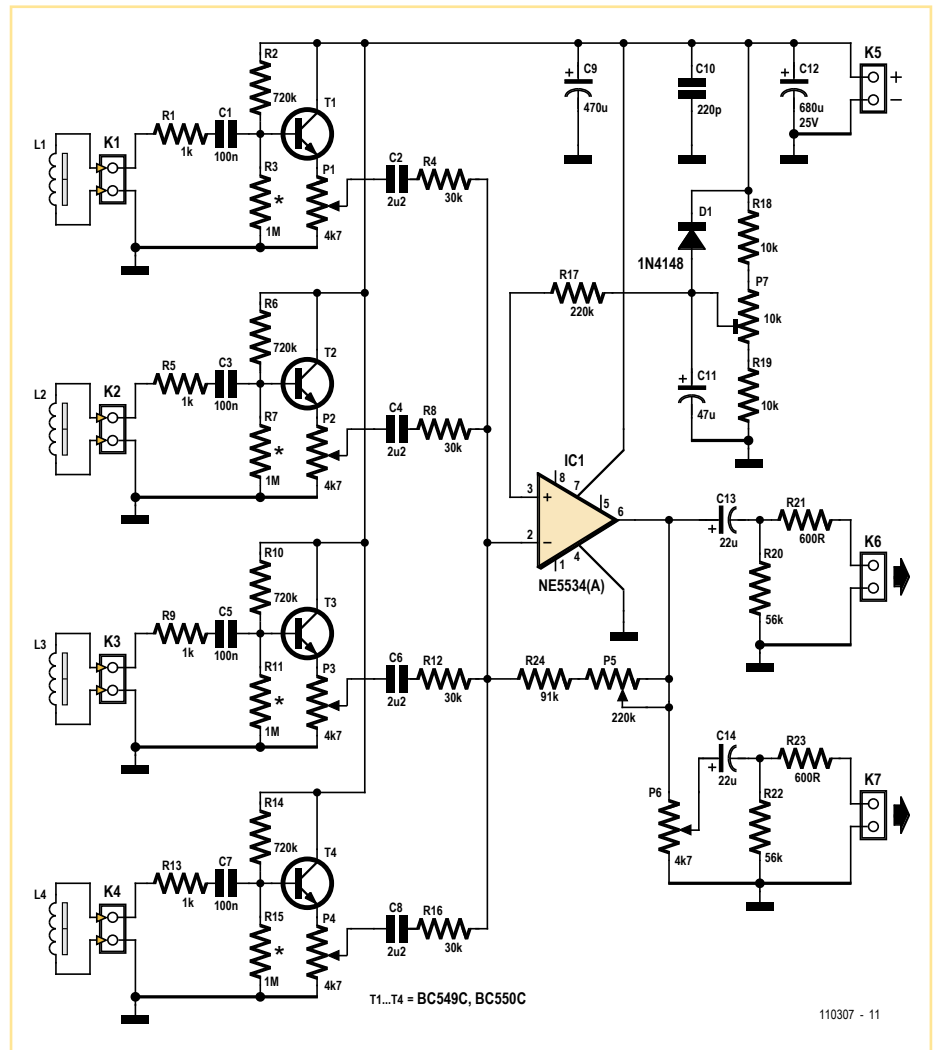 R2
720k
T1
R1
1k
C1
100n
L1
K1
R3
*
1M
P1
4k7
C2
2u2
R4
30k
+
C9
470u
C10
220p
+
C12
680u
25V
K5
+
–
D1
1N4148
R18
10k
P7
10k
R17
220k
+
C11
47u
R19
10k
R6
720k
T2
R5
1k
C3
100n
L2
K2
R7
*
1M
P2
4k7
C4
2u2
R8
30k
IC1
8
7
5
3
+
6
2
–
1
4
NE5534(A)
C13
+
22u
R21
600R
R20
56k
K6
R10
720k
T3
R9
1k
C5
100n
L3
K3
R11
*
1M
P3
4k7
C6
2u2
R12
30k
R24
91k
P5
220k
C14
+
22u
R23
600R
P6
4k7
R22
56k
K7
R14
720k
T4
R13
1k
C7
100n
L4
K4
R15
*
1M
P4
4k7
C8
2u2
R16
30k
T1...T4 = BC549C, BC550C
110307 - 11